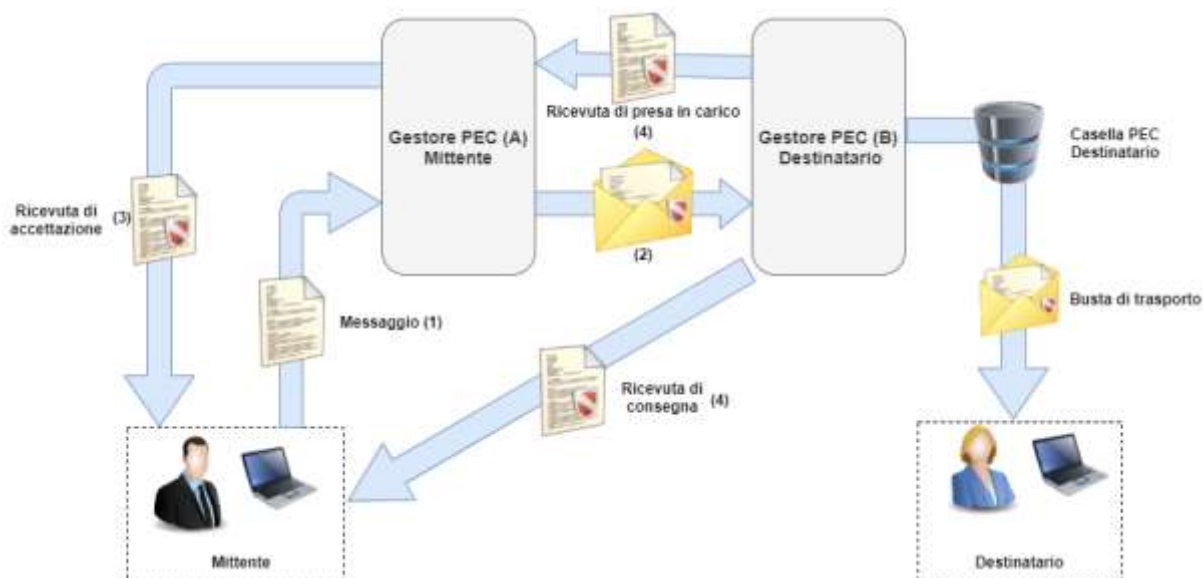 Ricevuta di presa in carico
(4)
Gestore PEC (A)
Mittente
Gestore PEC (B)
Destinatario
Casella PEC
Destinatario
Ricevuta di
accettazione
(3)
(2)
Messaggio (1)
Busta di trasporto
Ricevuta di
consegna
(4)
Mittente
Destinatario